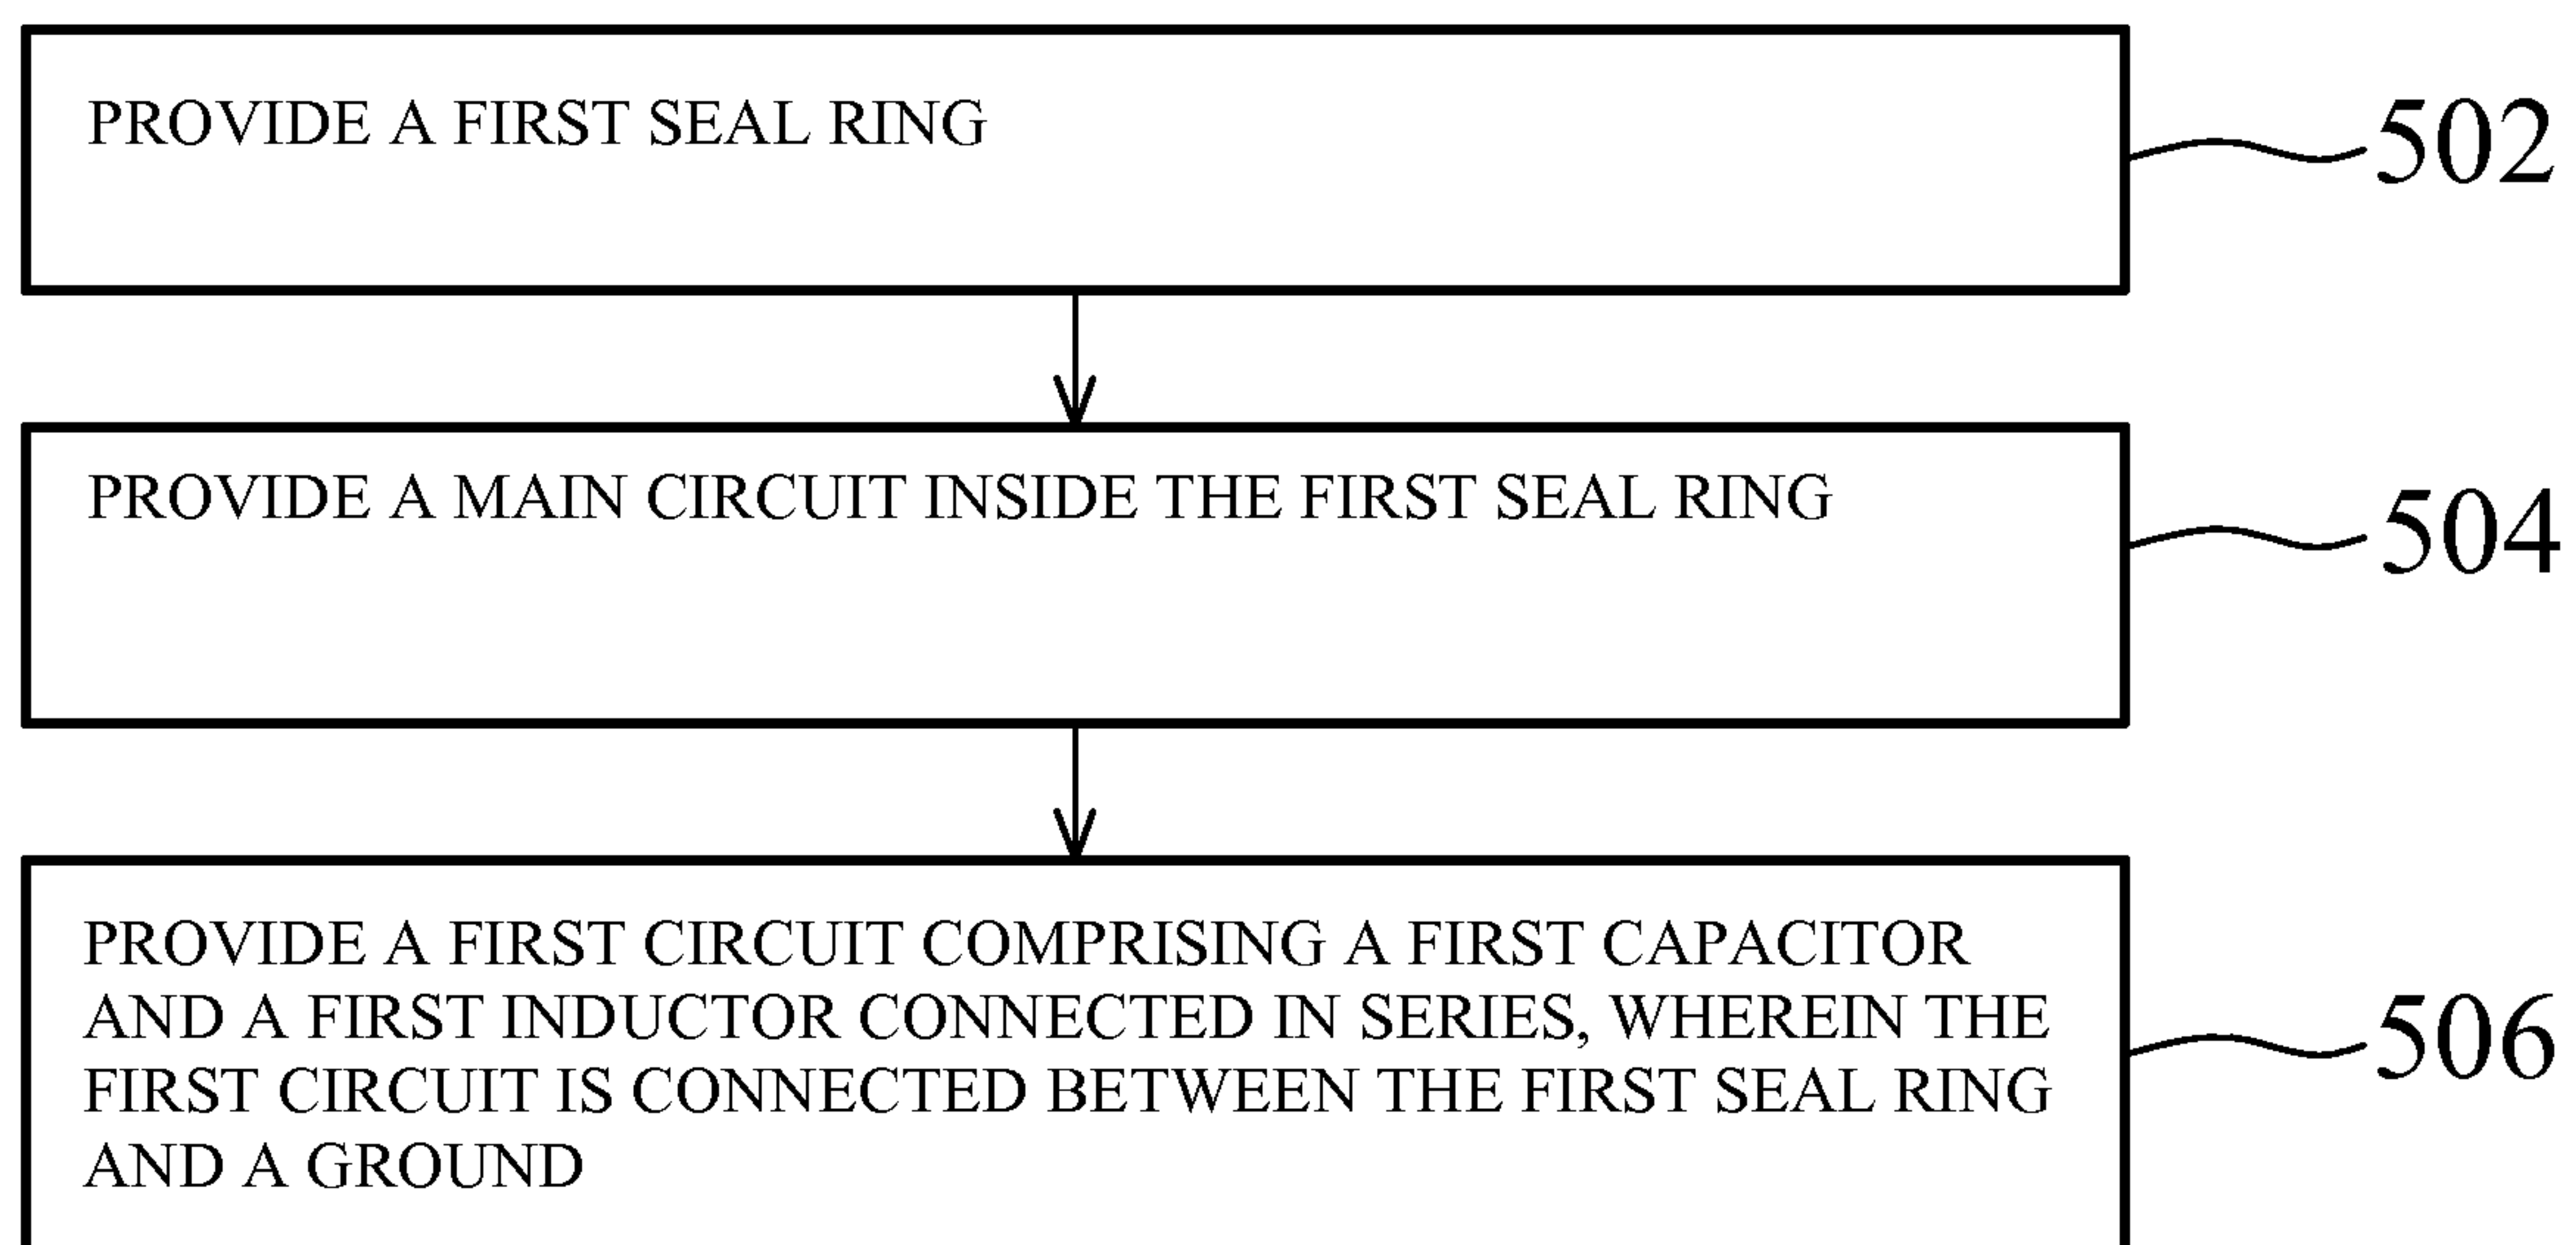 PROVIDE A FIRST SEAL RING
502
PROVIDE A MAIN CIRCUIT INSIDE THE FIRST SEAL RING
504
PROVIDE A FIRST CIRCUIT COMPRISING A FIRST CAPACITOR
AND A FIRST INDUCTOR CONNECTED IN SERIES, WHEREIN THE
FIRST CIRCUIT IS CONNECTED BETWEEN THE FIRST SEAL RING
AND A GROUND
506